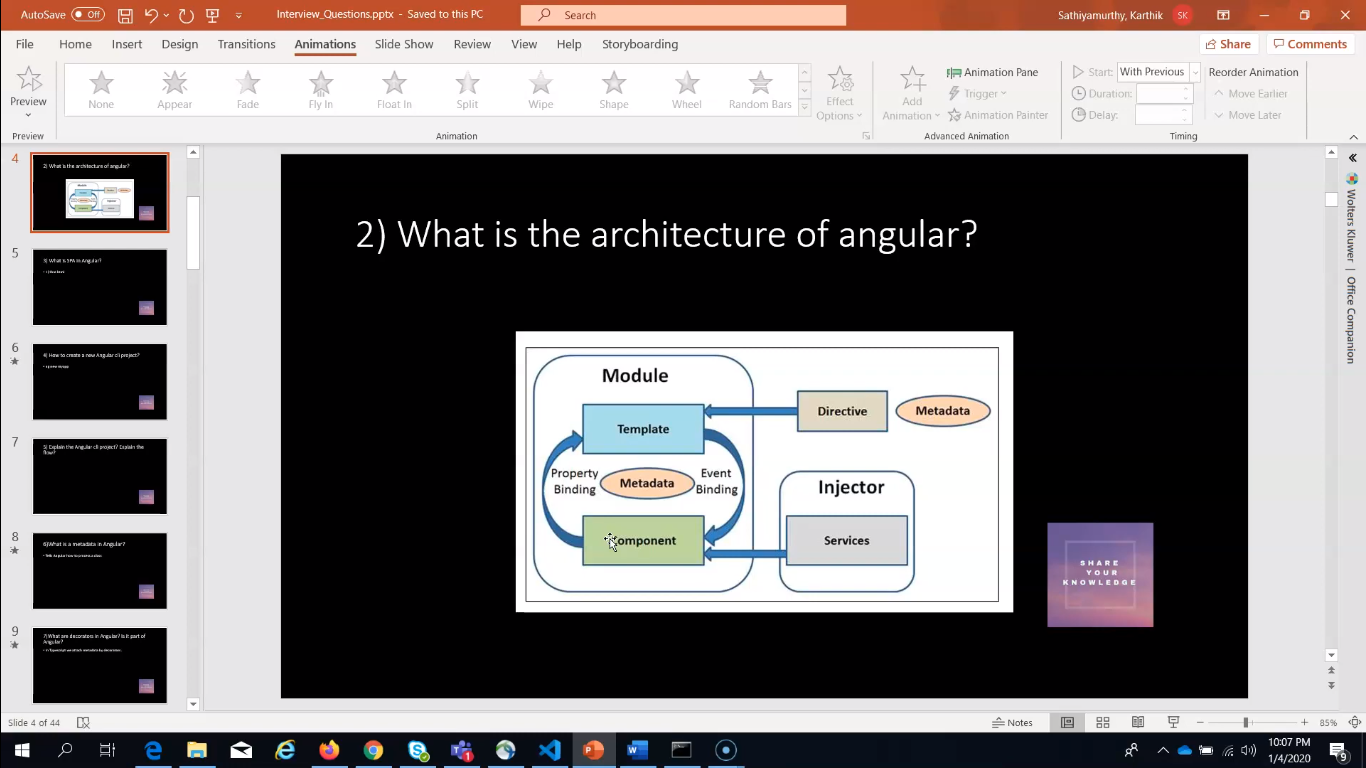 AutoSave Off Interview_Questions.pptx - Saved to this PC Search Sathiyamurthy, Karthik SK
File Home Insert Design Transitions Animations Slide Show Review View Help Storyboarding Share Comments
Preview
None Appear Fade Fly In Float In Split Wipe Shape Wheel Random Bars
Effect Options
Add Animation
Animation Pane
Trigger
Animation Painter
Start: With Previous
Duration:
Delay:
Reorder Animation
Move Earlier
Move Later
Preview Animation Advanced Animation Timing
4
2) What is the architecture of angular?
5
3) What is SPA in Angular?
6
4) How to create a new Angular cli project?
7
5) Explain the Angular cli project? Explain the
flow?
8
6)What is a metadata in Angular?
9
7)What are decorators in Angular? Is it part of
Angular?
2) What is the architecture of angular?
Module
Template
Directive
Metadata
Property
Binding
Metadata
Event
Binding
Injector
Component
Services
SHARE
YOUR
KNOWLEDGE
Wolters Kluwer | Office Companion
Slide 4 of 44 Notes 85%
10:07 PM
1/4/2020
9